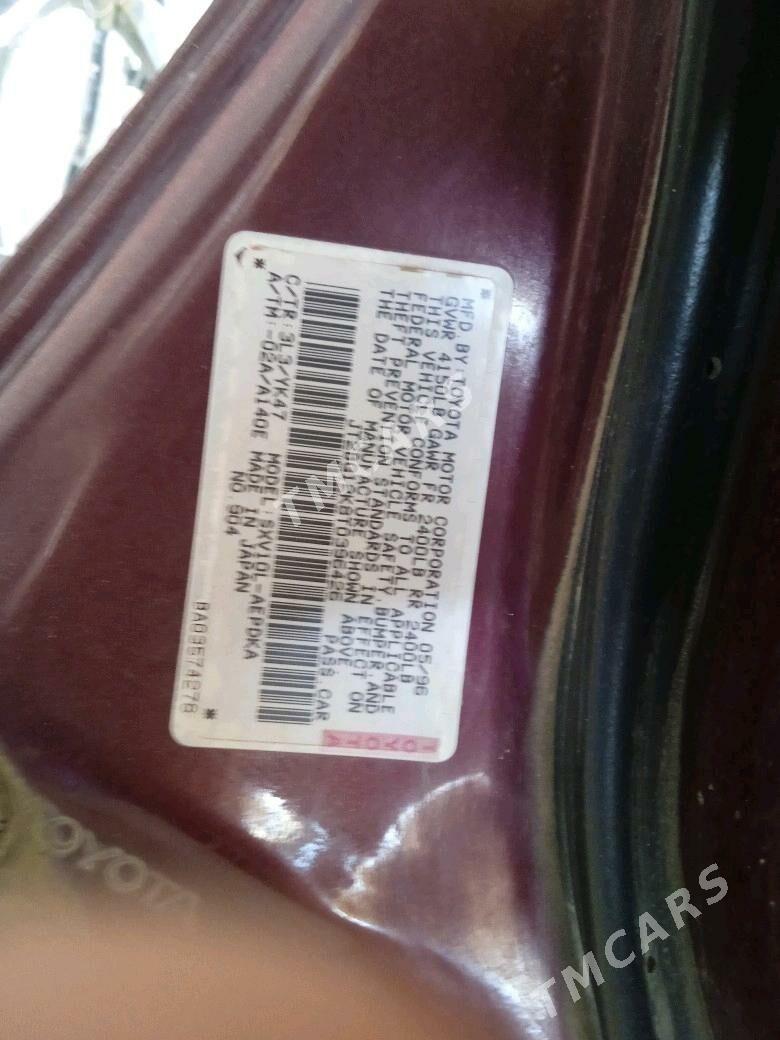 MFD.BY:TOYOTA MOTOR CORPORATION 05/96
GVWR 4150LB GAWR FR 2400LB RR 2400LB
THIS VEHICLE CONFORMS TO ALL APPLICABLE
FEDERAL MOTOR VEHICLE SAFETY,BUMPER,AND
THEFT PREVENTION STANDARDS IN EFFECT ON
THE DATE OF MANUFACTURE SHOWN ABOVE.
PASS.CAR
C/TR:3L3/YK47 MODEL:SXV10L-AEPDKA
A/TM:-02A/A140E MADE IN JAPAN
NO.904
BA03574278
TOYOTA
TOYOTA
TMCARS
TMCARS